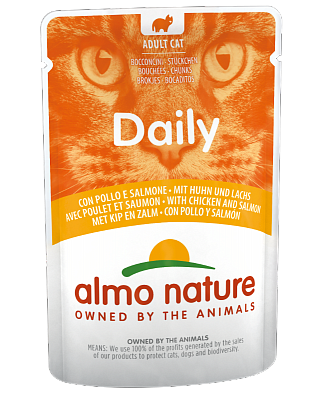 ADULT CAT
BOCCONCINI • STÜCKCHEN
BOUCHÉES • CHUNKS
BROKJES • BOCADITOS
Daily
CON POLLO E SALMONE • MIT HUHN UND LACHS
AVEC POULET ET SAUMON • WITH CHICKEN AND SALMON
MET KIP EN ZALM • CON POLLO Y SALMÓN
almo nature
OWNED BY THE ANIMALS
OWNED BY THE ANIMALS
MEANS: We use 100% of the profits generated by the sales
of our products to protect cats, dogs and biodiversity.